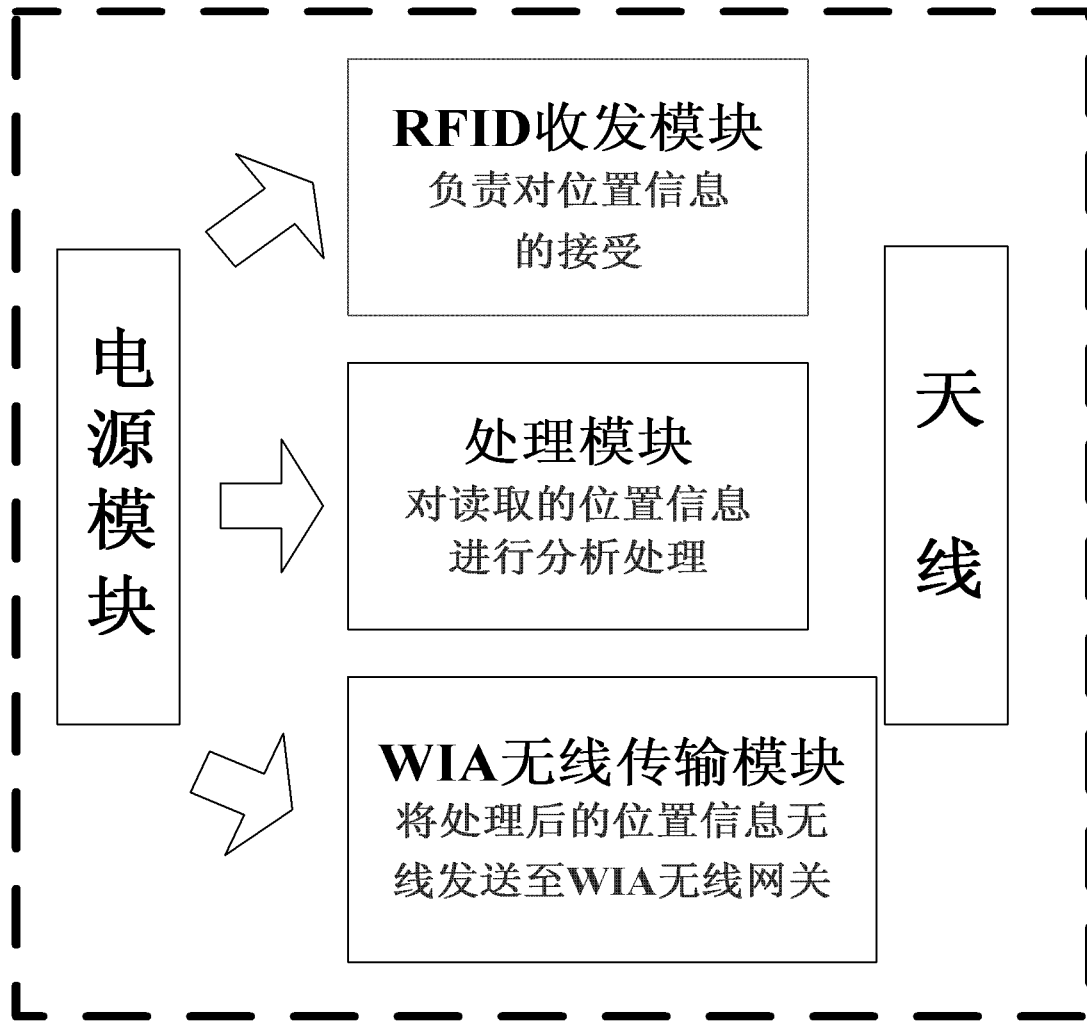 电源模块
RFID收发模块
负责对位置信息
的接受
处理模块
对读取的位置信息
进行分析处理
WIA无线传输模块
将处理后的位置信息无
线发送至WIA无线网关
天线